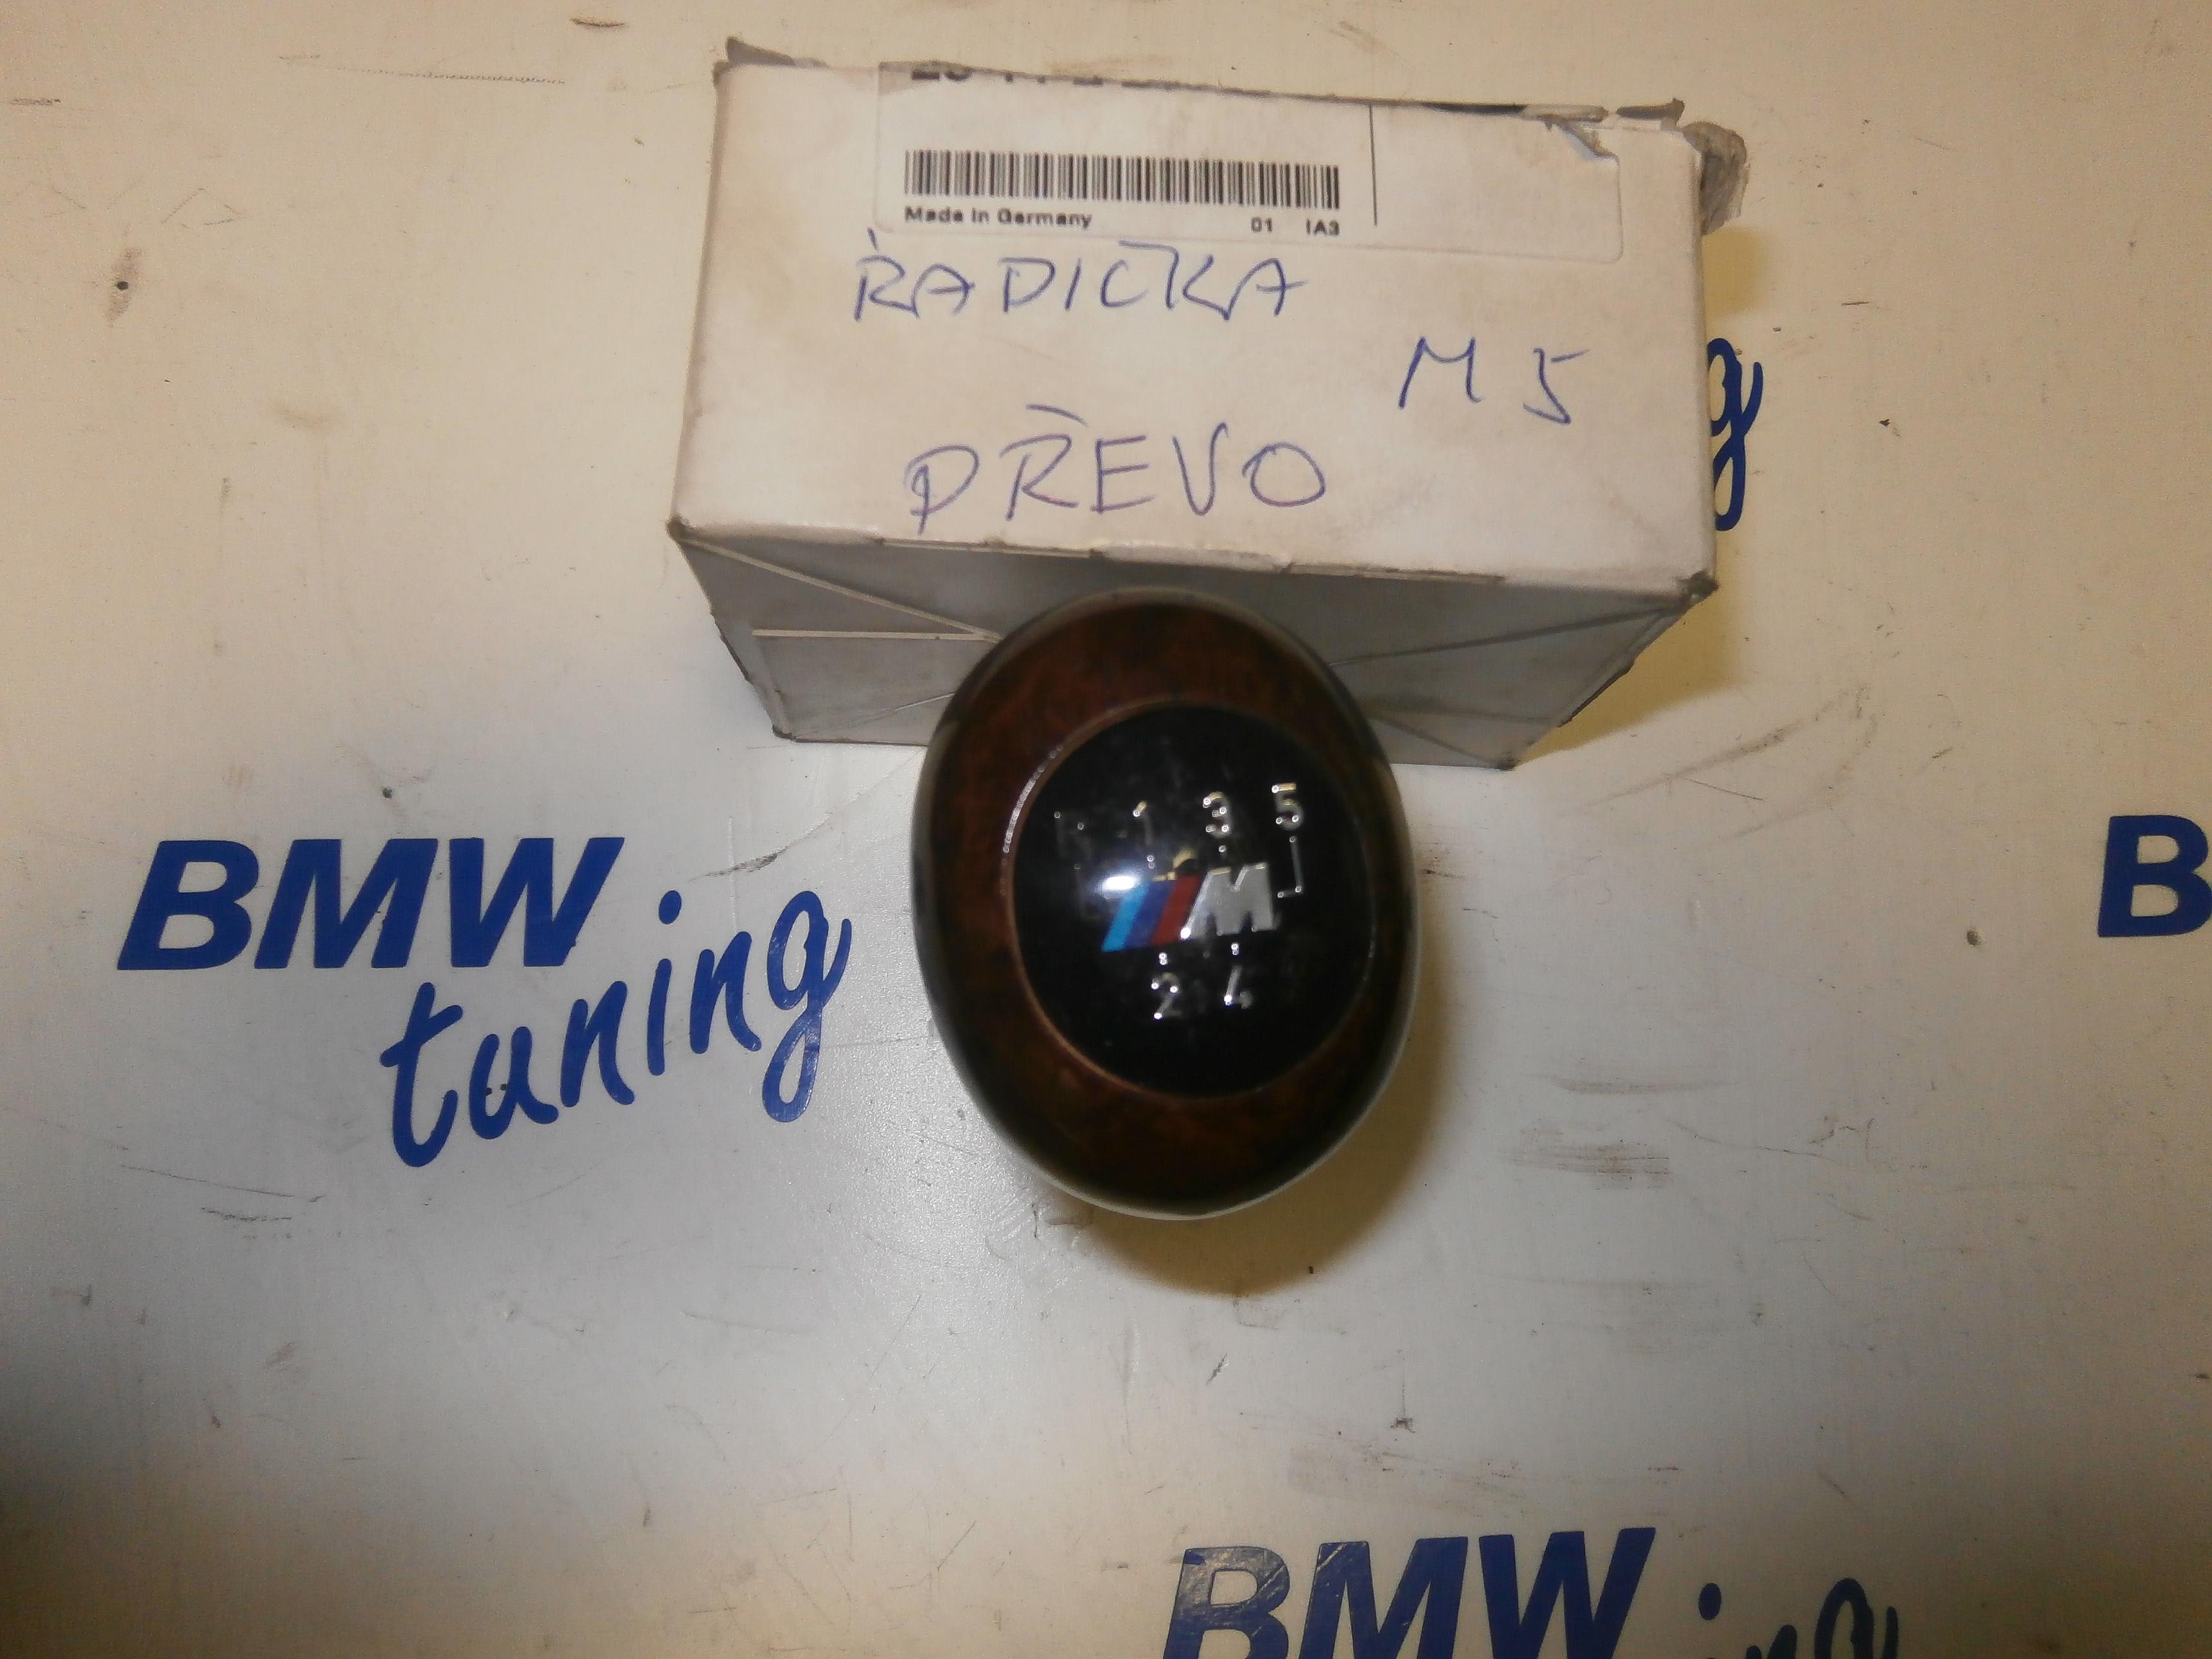 Made in Germany 01 IA3
ŘADIČKA
M5
DŘEVO
R 1 3 5
M
2 4
BMW
tuning
BMW